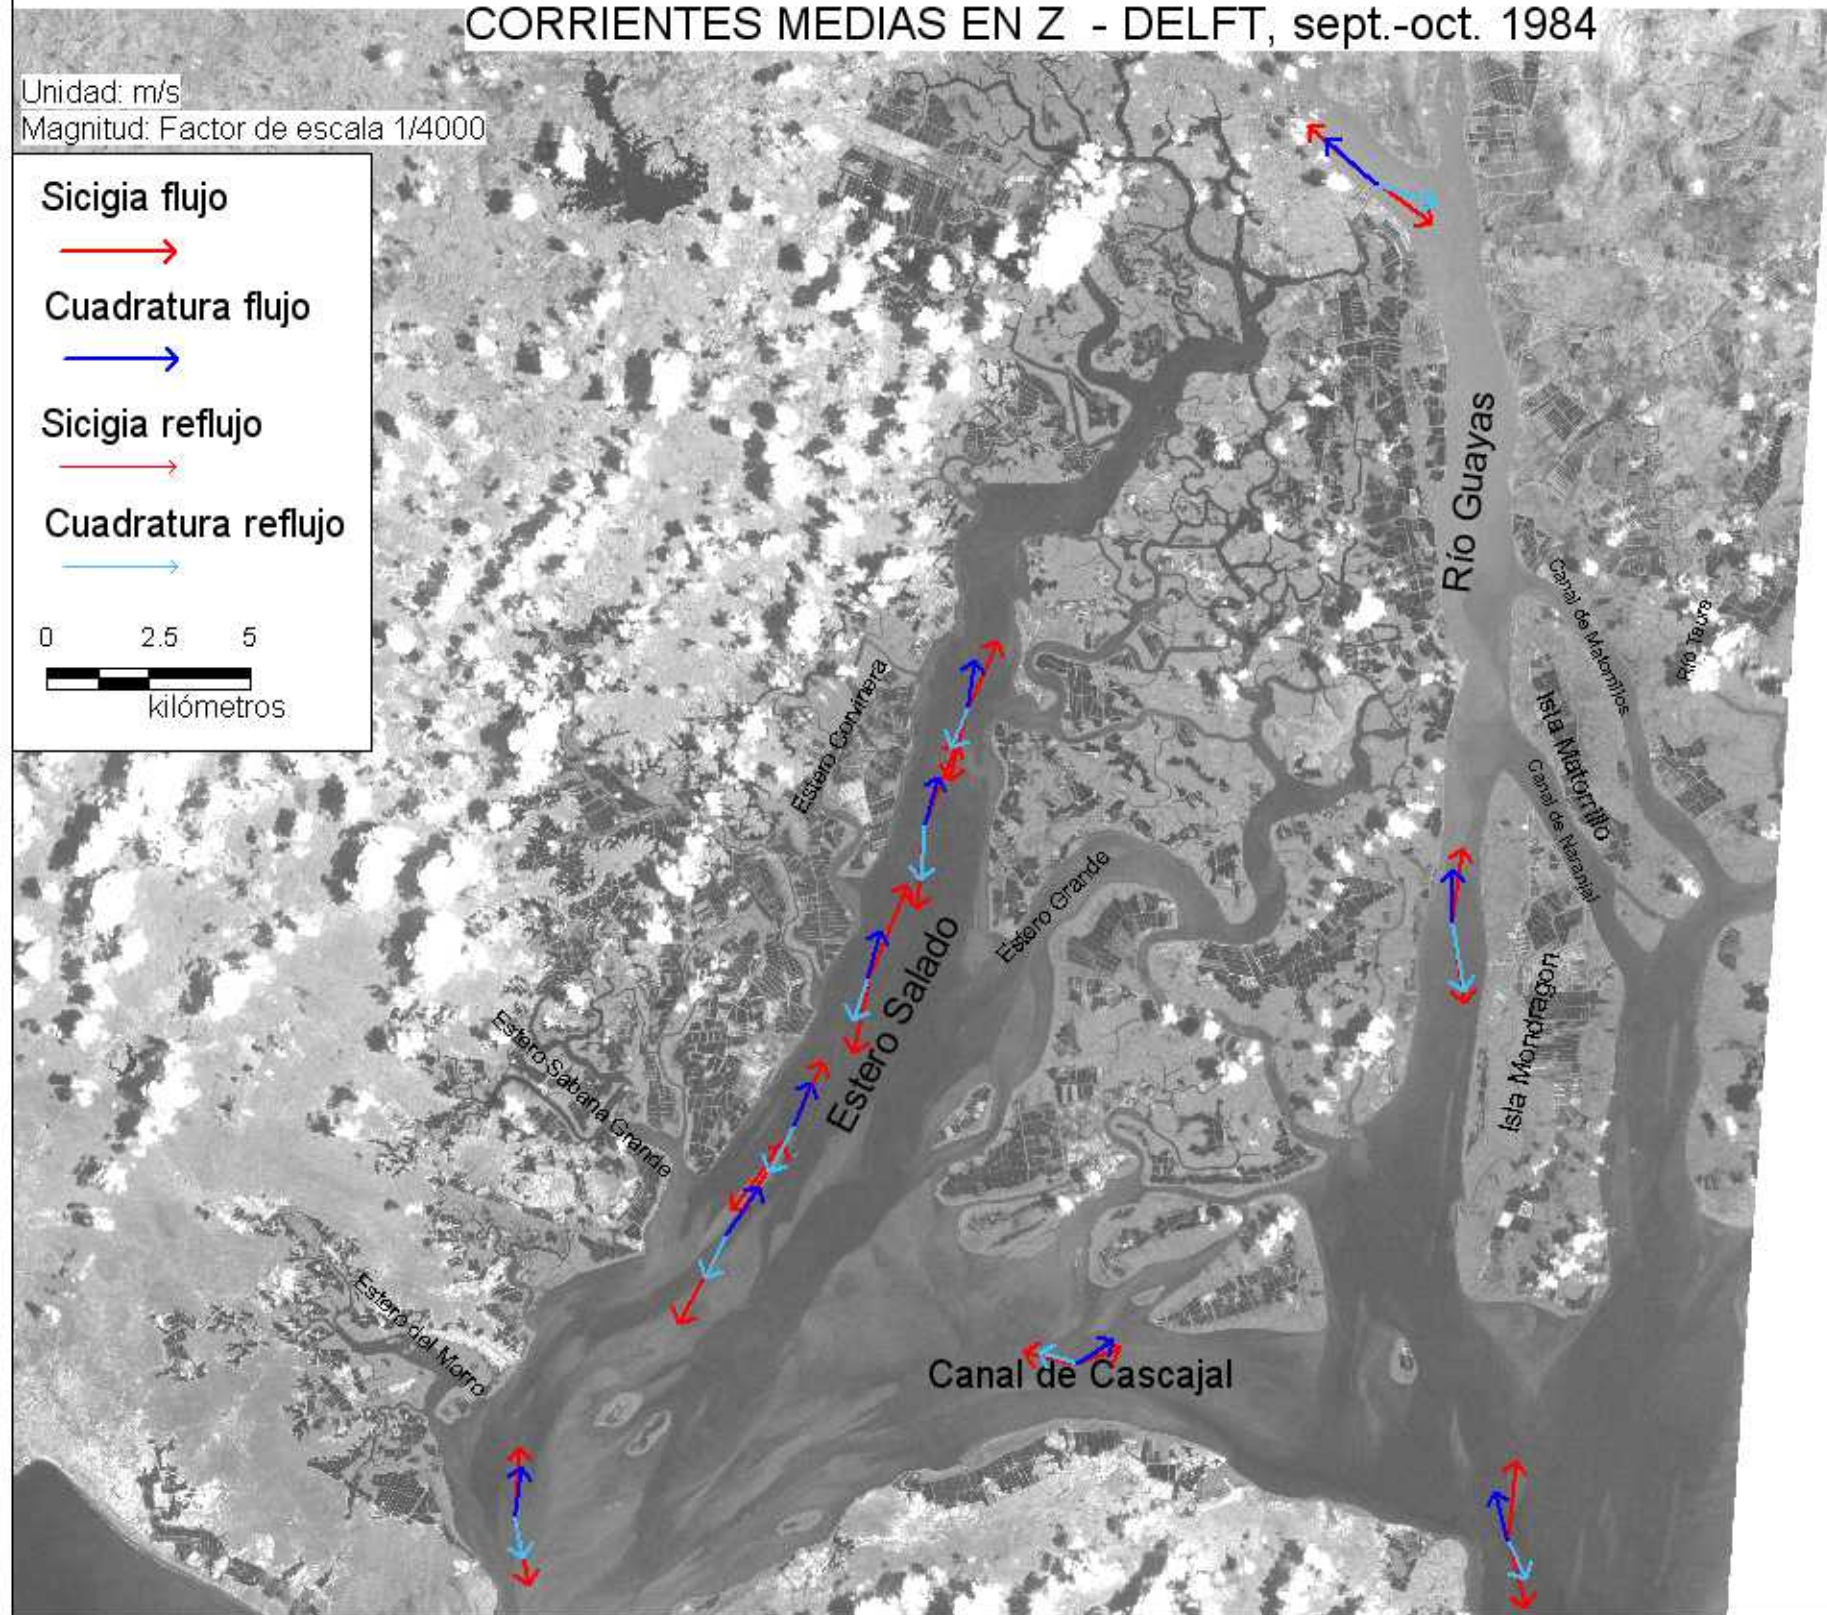 CORRIENTES MEDIAS EN Z - DELFT, sept.-oct. 1984
Unidad: m/s
Magnitud: Factor de escala 1/4000
Sicigia flujo
Cuadratura flujo
Sicigia reflujo
Cuadratura reflujo
0 2.5 5
kilómetros
Río Guayas
Canal de Matorrillos
Río Taura
Isla Matorrillo
Canal de Naranjal
Estero Corvinera
Estero Grande
Estero Salado
Isla Mondragon
Estero Sabana Grande
Estero del Morro
Canal de Cascajal